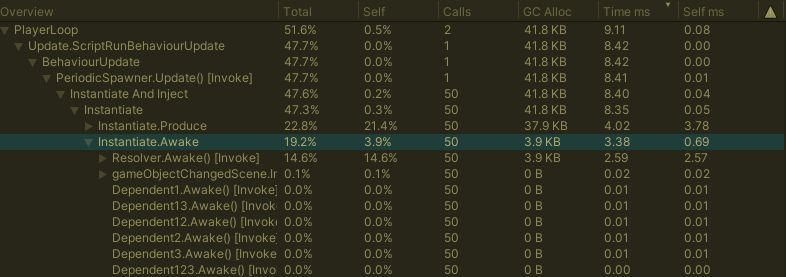 Overview Total Self Calls GC Alloc Time ms Self ms
PlayerLoop 51.6% 0.5% 2 41.8 KB 9.11 0.08
Update.ScriptRunBehaviourUpdate 47.7% 0.0% 1 41.8 KB 8.42 0.00
BehaviourUpdate 47.7% 0.0% 1 41.8 KB 8.42 0.00
PeriodicSpawner.Update() [Invoke] 47.7% 0.0% 1 41.8 KB 8.41 0.01
Instantiate And Inject 47.6% 0.2% 50 41.8 KB 8.40 0.04
Instantiate 47.3% 0.3% 50 41.8 KB 8.35 0.05
Instantiate.Produce 22.8% 21.4% 50 37.9 KB 4.02 3.78
Instantiate.Awake 19.2% 3.9% 50 3.9 KB 3.38 0.69
Resolver.Awake() [Invoke] 14.6% 14.6% 50 3.9 KB 2.59 2.57
gameObjectChangedScene.Ir 0.1% 0.1% 50 0 B 0.02 0.02
Dependent1.Awake() [Invoke] 0.0% 0.0% 50 0 B 0.01 0.01
Dependent13.Awake() [Invok 0.0% 0.0% 50 0 B 0.01 0.01
Dependent12.Awake() [Invok 0.0% 0.0% 50 0 B 0.01 0.01
Dependent2.Awake() [Invoke 0.0% 0.0% 50 0 B 0.01 0.01
Dependent3.Awake() [Invoke 0.0% 0.0% 50 0 B 0.01 0.01
Dependent123.Awake() [Invo 0.0% 0.0% 50 0 B 0.00 0.00